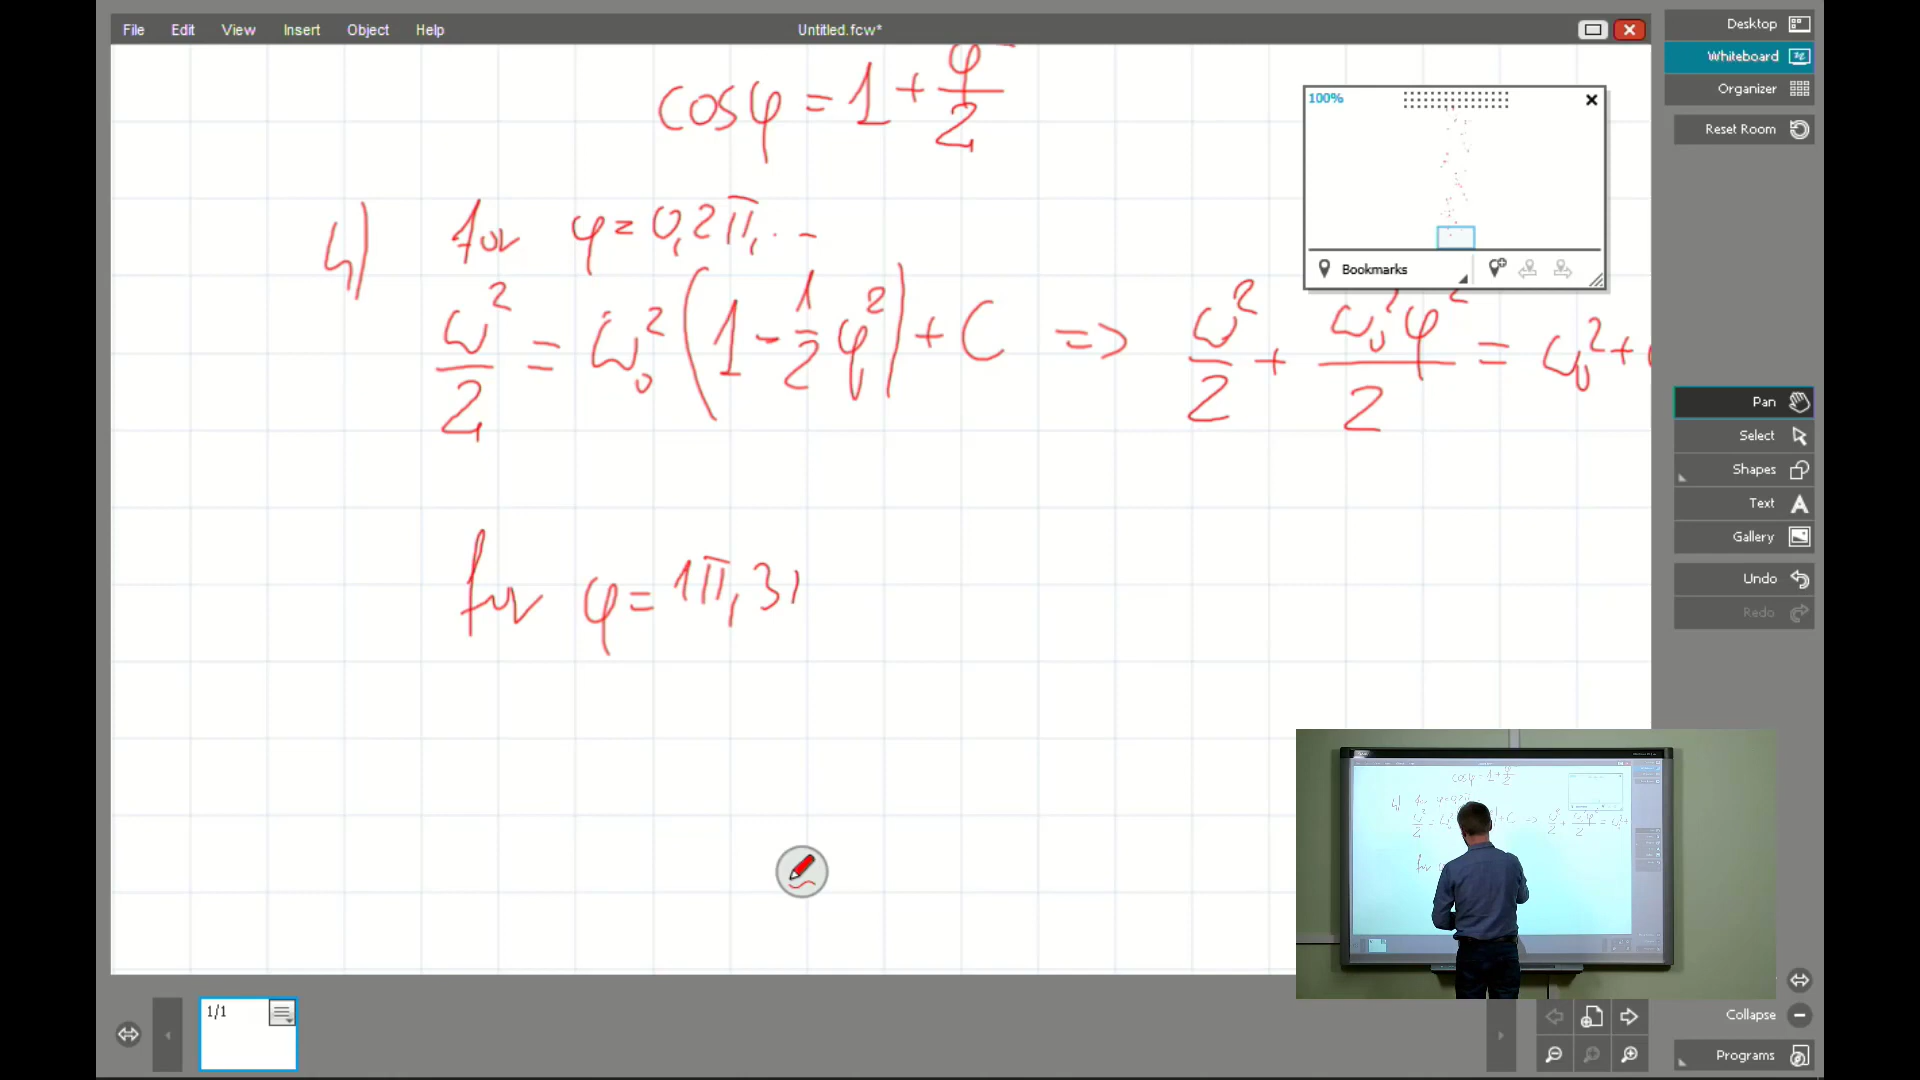 File Edit View Insert Object Help Untitled.fcw*
Desktop
Whiteboard
Organizer
Reset Room
cosφ = 1 + φ/2
100%
Bookmarks
4) for φ = 0, 2π, ..
ω²/2 = ω₀² (1 - 1/2 φ²) + C => ω²/2 + ω₀²φ²/2 = ω₀² +
for φ = 1π, 3
Pan
Select
Shapes
Text
Gallery
Undo
Redo
1/1
Collapse
Programs